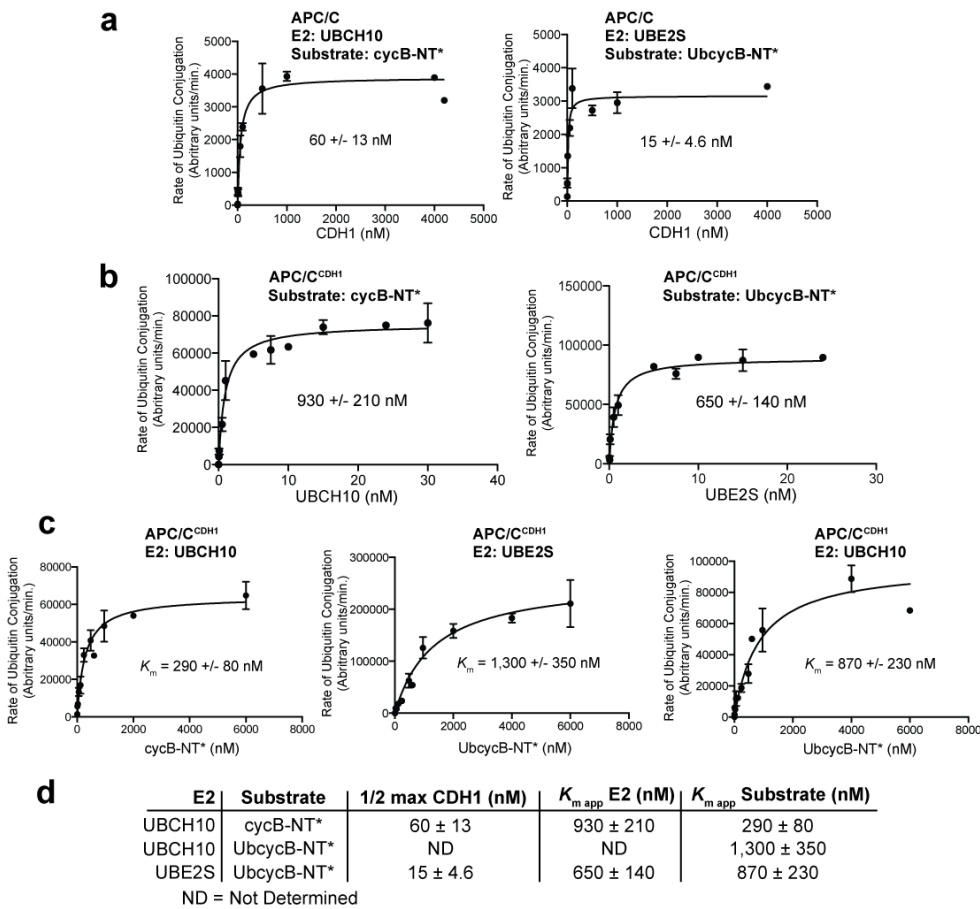 a
APC/C
E2: UBCH10
Substrate: cycB-NT*
Rate of Ubiquitin Conjugation
(Abritrary units/min.)
5000
4000
3000
2000
1000
0
60 +/- 13 nM
0 1000 2000 3000 4000 5000
CDH1 (nM)
APC/C
E2: UBE2S
Substrate: UbcycB-NT*
Rate of Ubiquitin Conjugation
(Abritrary units/min.)
5000
4000
3000
2000
1000
0
15 +/- 4.6 nM
0 1000 2000 3000 4000 5000
CDH1 (nM)
b
APC/C^CDH1
Substrate: cycB-NT*
Rate of Ubiquitin Conjugation
(Abritrary units/min.)
100000
80000
60000
40000
20000
0
930 +/- 210 nM
0 10 20 30 40
UBCH10 (nM)
APC/C^CDH1
Substrate: UbcycB-NT*
Rate of Ubiquitin Conjugation
(Abritrary units/min.)
150000
100000
50000
0
650 +/- 140 nM
0 10 20 30
UBE2S (nM)
c
APC/C^CDH1
E2: UBCH10
Rate of Ubiquitin Conjugation
(Abritrary units/min.)
80000
60000
40000
20000
0
Km = 290 +/- 80 nM
0 2000 4000 6000 8000
cycB-NT* (nM)
APC/C^CDH1
E2: UBE2S
Rate of Ubiquitin Conjugation
(Abritrary units/min.)
300000
200000
100000
0
Km = 1,300 +/- 350 nM
0 2000 4000 6000 8000
UbcycB-NT* (nM)
APC/C^CDH1
E2: UBCH10
Rate of Ubiquitin Conjugation
(Abritrary units/min.)
100000
80000
60000
40000
20000
0
Km = 870 +/- 230 nM
0 2000 4000 6000 8000
UbcycB-NT* (nM)
d
E2 Substrate 1/2 max CDH1 (nM) Km app E2 (nM) Km app Substrate (nM)
UBCH10 cycB-NT* 60 ± 13 930 ± 210 290 ± 80
UBCH10 UbcycB-NT* ND ND 1,300 ± 350
UBE2S UbcycB-NT* 15 ± 4.6 650 ± 140 870 ± 230
ND = Not Determined